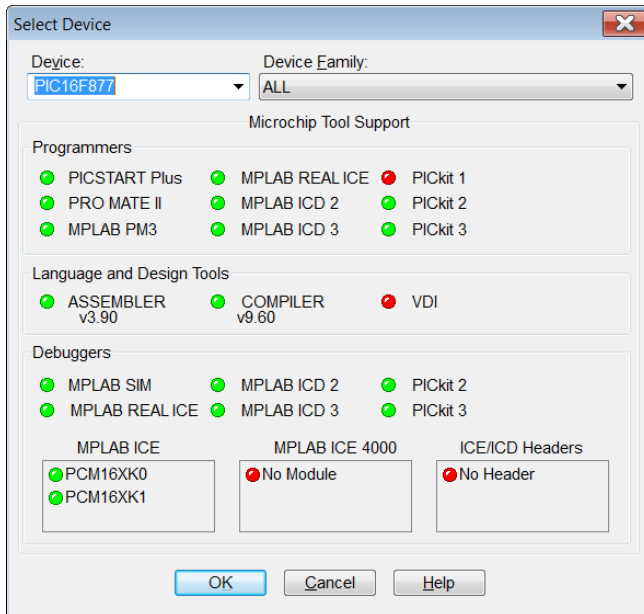 Select Device
Device: Device Family:
PIC16F877 ALL
Microchip Tool Support
Programmers
PICSTART Plus MPLAB REAL ICE PICkit 1
PRO MATE II MPLAB ICD 2 PICkit 2
MPLAB PM3 MPLAB ICD 3 PICkit 3
Language and Design Tools
ASSEMBLER COMPILER VDI
v3.90 v9.60
Debuggers
MPLAB SIM MPLAB ICD 2 PICkit 2
MPLAB REAL ICE MPLAB ICD 3 PICkit 3
MPLAB ICE MPLAB ICE 4000 ICE/ICD Headers
PCM16XK0 No Module No Header
PCM16XK1
OK Cancel Help